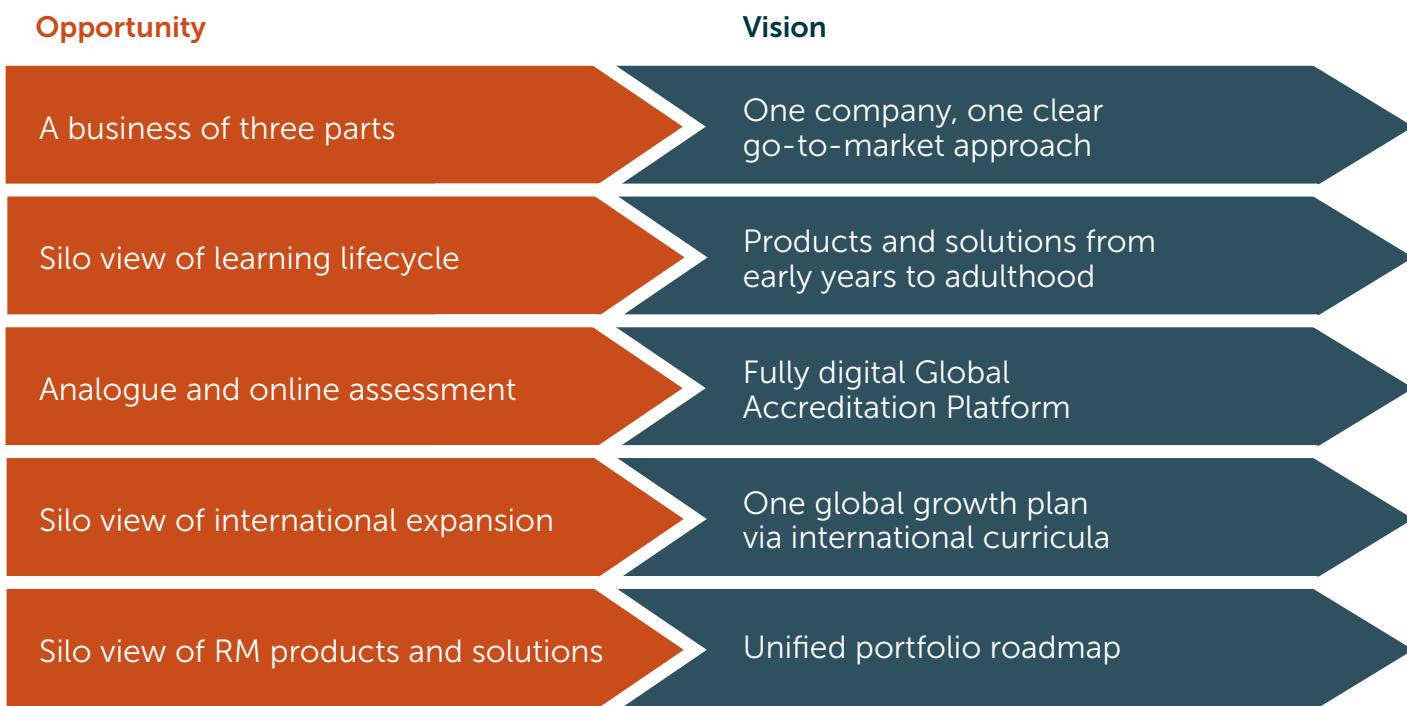 Opportunity
Vision
A business of three parts
One company, one clear
go-to-market approach
Silo view of learning lifecycle
Products and solutions from
early years to adulthood
Analogue and online assessment
Fully digital Global
Accreditation Platform
Silo view of international expansion
One global growth plan
via international curricula
Silo view of RM products and solutions
Unified portfolio roadmap